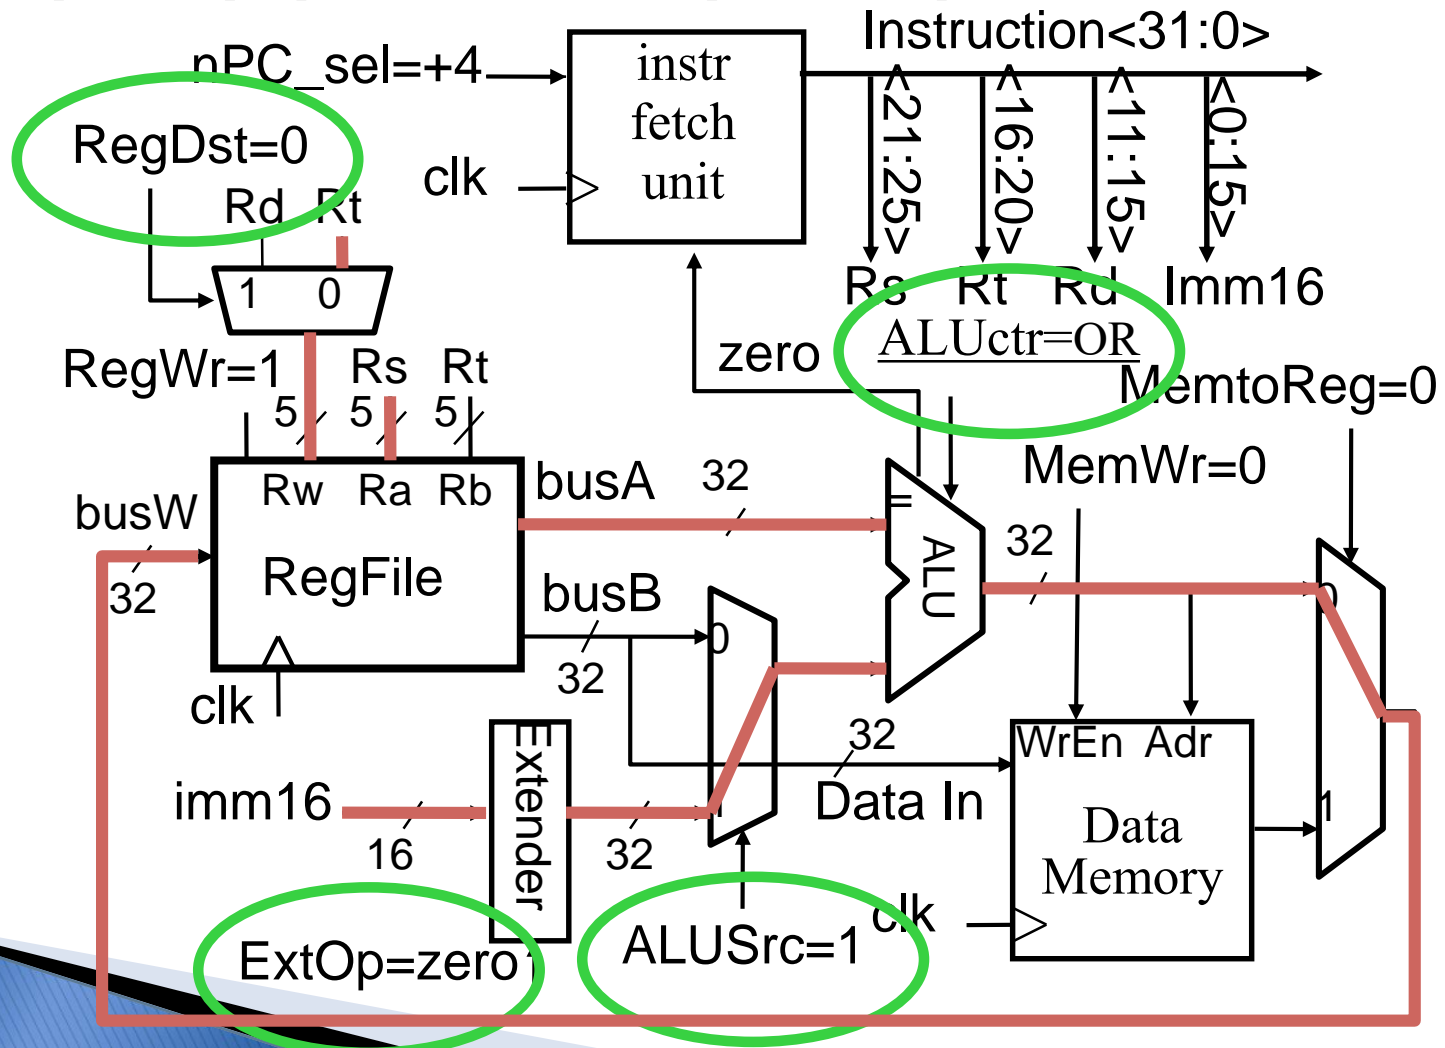 Instruction<31:0>
nPC_sel=+4
instr
fetch
unit
<21:25>
<16:20>
<11:15>
<0:15>
RegDst=0
clk
Rd Rt
1 0
Rs Rt Rd Imm16
ALUctr=OR
zero
RegWr=1
Rs Rt
MemtoReg=0
5 5 5
MemWr=0
Rw Ra Rb
busA
32
busW
=
ALU
32
RegFile
32
busB
0
0
32
clk
Extender
32
WrEn Adr
imm16
Data In
1
1
Data
Memory
16
32
clk
ExtOp=zero
ALUSrc=1